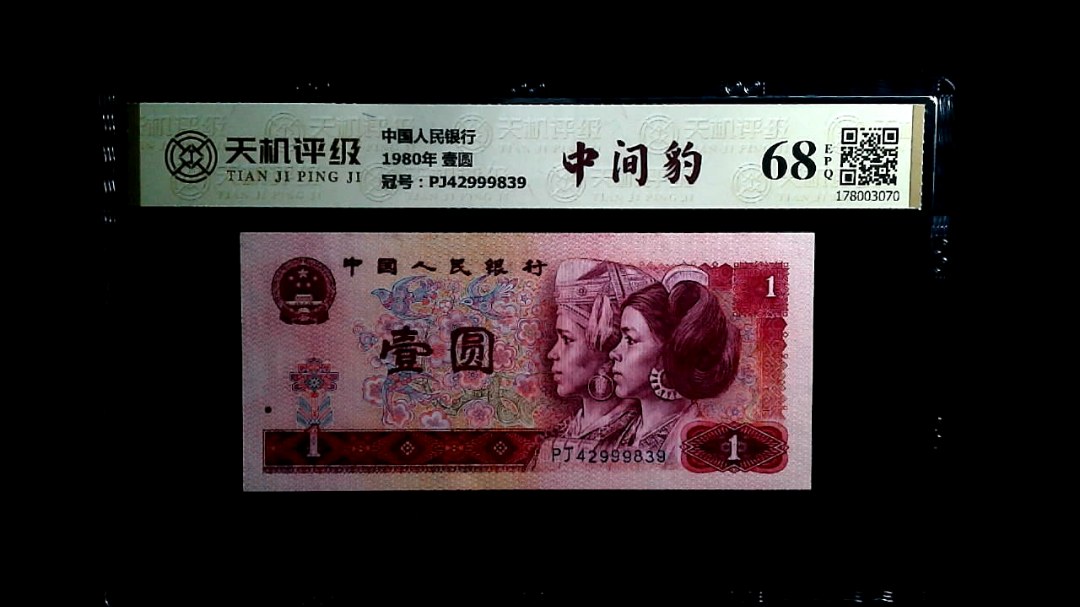 天机评级
TIAN JI PING JI
中国人民银行
1980年 壹圆
冠号:PJ42999839
中间豹
68
EPQ
178003070
中国人民银行
1
壹圆
1
PJ42999839
1